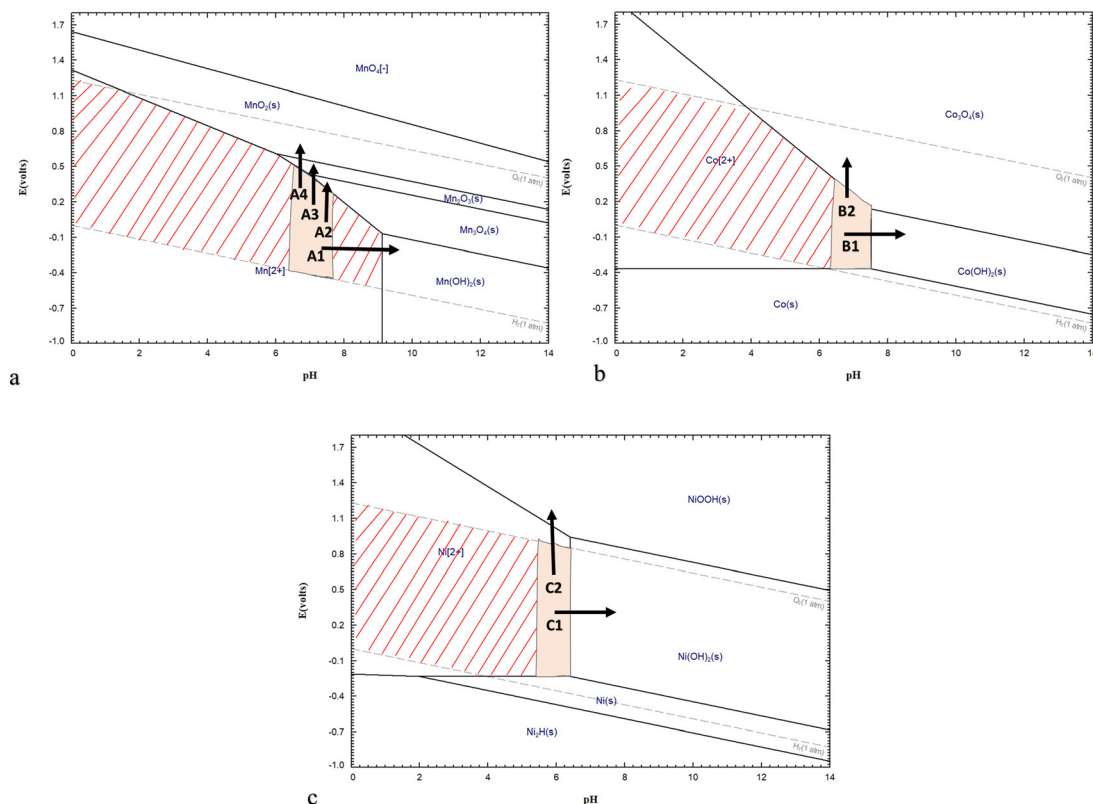 1.7
1.4
1.1
0.8
0.5
0.2
-0.1
-0.4
-0.7
-1.0
E(volts)
MnO₄[-]
MnO₂(s)
O₂(1 atm)
Mn₂O₃(s)
Mn₃O₄(s)
Mn(OH)₂(s)
Mn[2+]
H₂(1 atm)
A4
A3
A2
A1
0 2 4 6 8 10 12 14
pH
a
1.7
1.4
1.1
0.8
0.5
0.2
-0.1
-0.4
-0.7
-1.0
E(volts)
Co₃O₄(s)
Co[2+]
O₂(1 atm)
B2
B1
Co(OH)₂(s)
Co(s)
H₂(1 atm)
0 2 4 6 8 10 12 14
pH
b
1.7
1.4
1.1
0.8
0.5
0.2
-0.1
-0.4
-0.7
-1.0
E(volts)
NiOOH(s)
Ni[2+]
O₂(1 atm)
C2
C1
Ni(OH)₂(s)
Ni(s)
Ni₂H(s)
H₂(1 atm)
0 2 4 6 8 10 12 14
pH
c